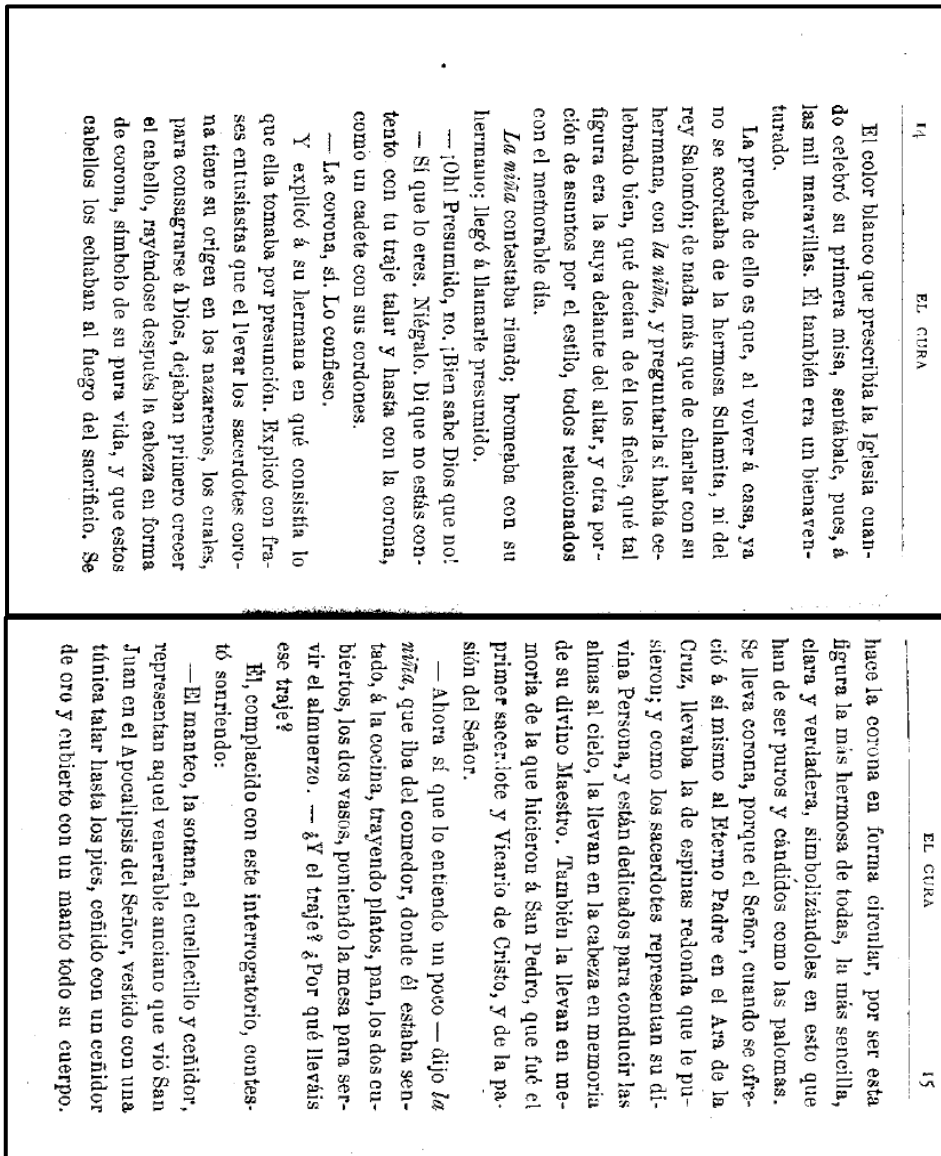 14 EL CURA
El color blanco que prescribía la Iglesia cuan-
do celebró su primera misa, sentábale, pues, á
las mil maravillas. Él también era un bienaven-
turado.
La prueba de ello es que, al volver á casa, ya
no se acordaba de la hermosa Sulamita, ni del
rey Salomón; de nada más que de charlar con su
hermana, con la niña, y preguntarla si había ce-
lebrado bien, qué decían de él los fieles, qué tal
figura era la suya delante del altar, y otra por-
ción de asuntos por el estilo, todos relacionados
con el memorable día.
La niña contestaba riendo; bromeaba con su
hermano; llegó á llamarle presumido.
— ¡Oh! Presumido, no. ¡Bien sabe Dios que no!
— Sí que lo eres. Niégalo. Di que no estás con-
tento con tu traje talar y hasta con la corona,
como un cadete con sus cordones.
— La corona, sí. Lo confieso.
Y explicó á su hermana en qué consistía lo
que ella tomaba por presunción. Explicó con fra-
ses entusiastas que el llevar los sacerdotes coro-
na tiene su origen en los nazarenos, los cuales,
para consagrarse á Dios, dejaban primero crecer
el cabello, rayéndose después la cabeza en forma
de corona, símbolo de su pura vida, y que estos
cabellos los echaban al fuego del sacrificio. Se
EL CURA 15
hace la corona en forma circular, por ser esta
figura la más hermosa de todas, la más sencilla,
clara y verdadera, simbolizándoles en esto que
han de ser puros y cándidos como las palomas.
Se lleva corona, porque el Señor, cuando se ofre-
ció á sí mismo al Eterno Padre en el Ara de la
Cruz, llevaba la de espinas redonda que le pu-
sieron; y como los sacerdotes representan su di-
vina Persona, y están dedicados para conducir las
almas al cielo, la llevan en la cabeza en memoria
de su divino Maestro. También la llevan en me-
moria de la que hicieron á San Pedro, que fué el
primer sacerdote y Vicario de Cristo, y de la pa-
sión del Señor.
— Ahora sí que lo entiendo un poco — dijo la
niña, que iba del comedor, donde él estaba sen-
tado, á la cocina, trayendo platos, pan, los dos cu-
biertos, los dos vasos, poniendo la mesa para ser-
vir el almuerzo. — ¿Y el traje? ¿Por qué lleváis
ese traje?
Él, complacido con este interrogatorio, contes-
tó sonriendo:
— El manteo, la sotana, el cuellecillo y ceñidor,
representan aquel venerable anciano que vió San
Juan en el Apocalipsis del Señor, vestido con una
túnica talar hasta los pies, ceñido con un ceñidor
de oro y cubierto con un manto todo su cuerpo.